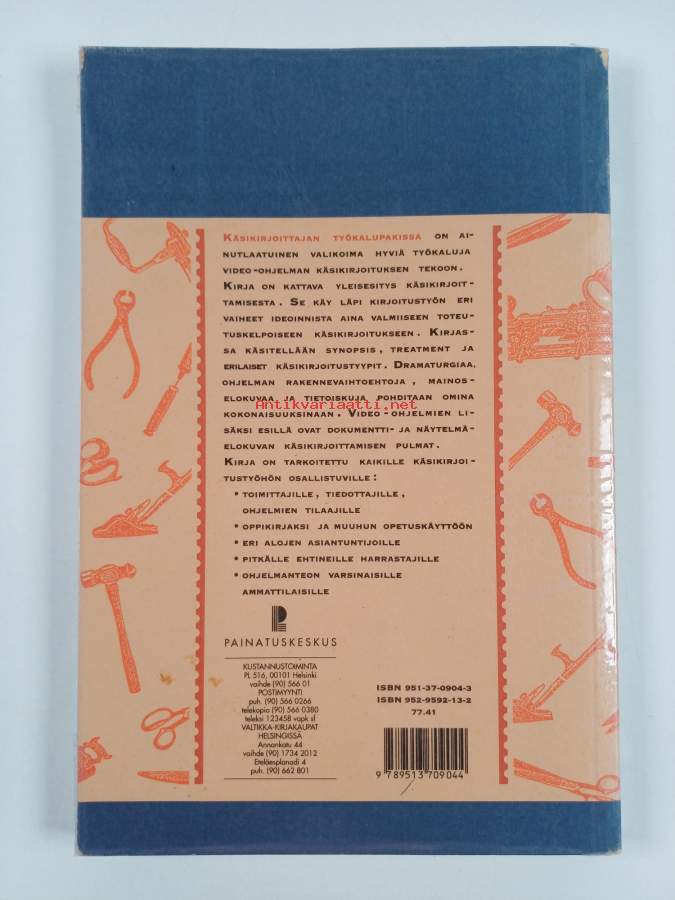 KÄSIKIRJOITTAJAN TYÖKALUPAKISSA ON AI-
NUTLAATUINEN VALIKOIMA HYVIÄ TYÖKALUJA
VIDEO-OHJELMAN KÄSIKIRJOITUKSEN TEKOON.
KIRJA ON KATTAVA YLEISESITYS KÄSIKIRJOIT-
TAMISESTA. SE KÄY LÄPI KIRJOITUSTYÖN ERI
VAIHEET IDEOINNISTA AINA VALMIISEEN TOTEU-
TUSKELPOISEEN KÄSIKIRJOITUKSEEN. KIRJAS-
SA KÄSITELLÄÄN SYNOPSIS, TREATMENT JA
ERILAISET KÄSIKIRJOITUSTYYPIT. DRAMATURGIAA,
OHJELMAN RAKENNEVAIHTOEHTOJA, MAINOS-
ELOKUVAA JA TIETOISKUJA POHDITAAN OMINA
Antikvariaatti.net
KOKONAISUUKSINAAN. VIDEO-OHJELMIEN LI-
SÄKSI ESILLÄ OVAT DOKUMENTTI- JA NÄYTELMÄ-
ELOKUVAN KÄSIKIRJOITTAMISEN PULMAT.
KIRJA ON TARKOITETTU KAIKILLE KÄSIKIRJOI-
TUSTYÖHÖN OSALLISTUVILLE:
• TOIMITTAJILLE, TIEDOTTAJILLE,
OHJELMIEN TILAAJILLE
• OPPIKIRJAKSI JA MUUHUN OPETUSKÄYTTÖÖN
• ERI ALOJEN ASIANTUNTIJOILLE
• PITKÄLLE EHTINEILLE HARRASTAJILLE
• OHJELMANTEON VARSINAISILLE
AMMATTILAISILLE
PAINATUSKESKUS
KUSTANNUSTOIMINTA
PL 516, 00101 Helsinki
vaihde (90) 566 01
POSTIMYYNTI
puh. (90) 566 0266
telekopio (90) 566 0380
teleksi 123458 vapk sf
VALTIKKA-KIRJAKAUPAT
HELSINGISSÄ
Annankatu 44
vaihde (90) 1734 2012
Eteläesplanadi 4
puh. (90) 662 801
ISBN 951-37-0904-3
ISBN 952-9592-13-2
77.41
9 789513 709044